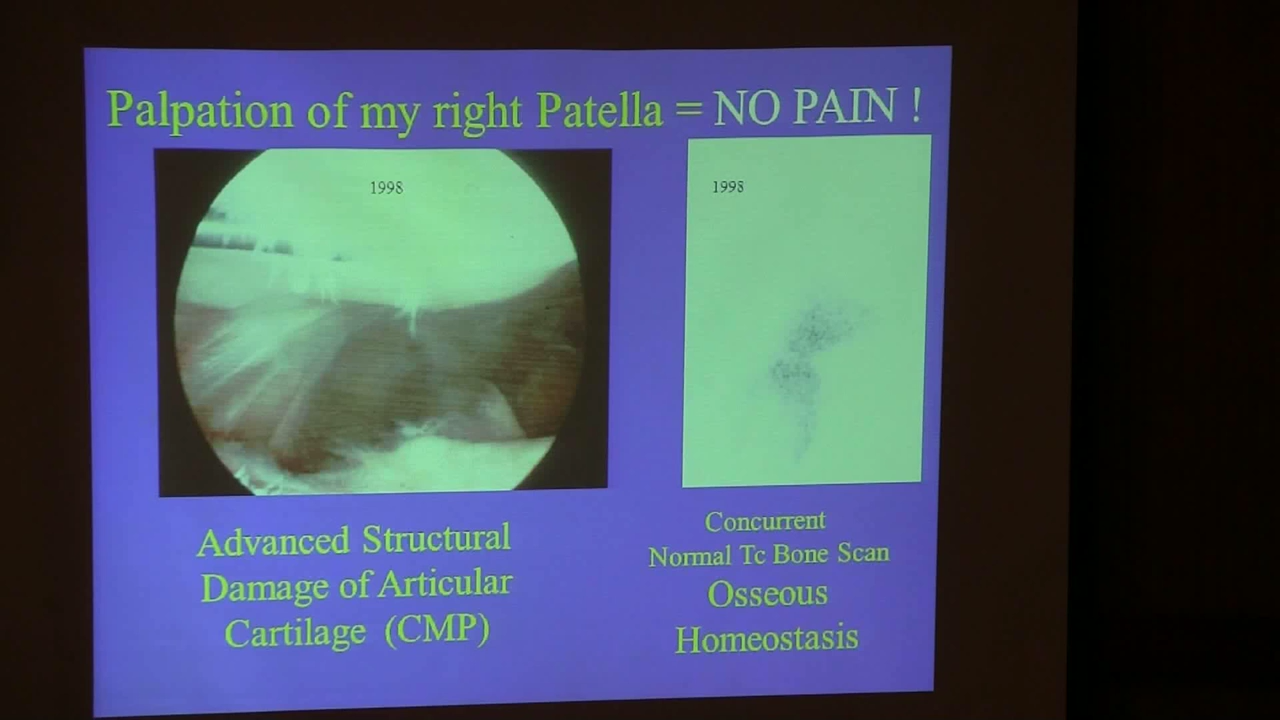 Palpation of my right Patella = NO PAIN !
1998
1998
Advanced Structural
Damage of Articular
Cartilage (CMP)
Concurrent
Normal Tc Bone Scan
Osseous
Homeostasis